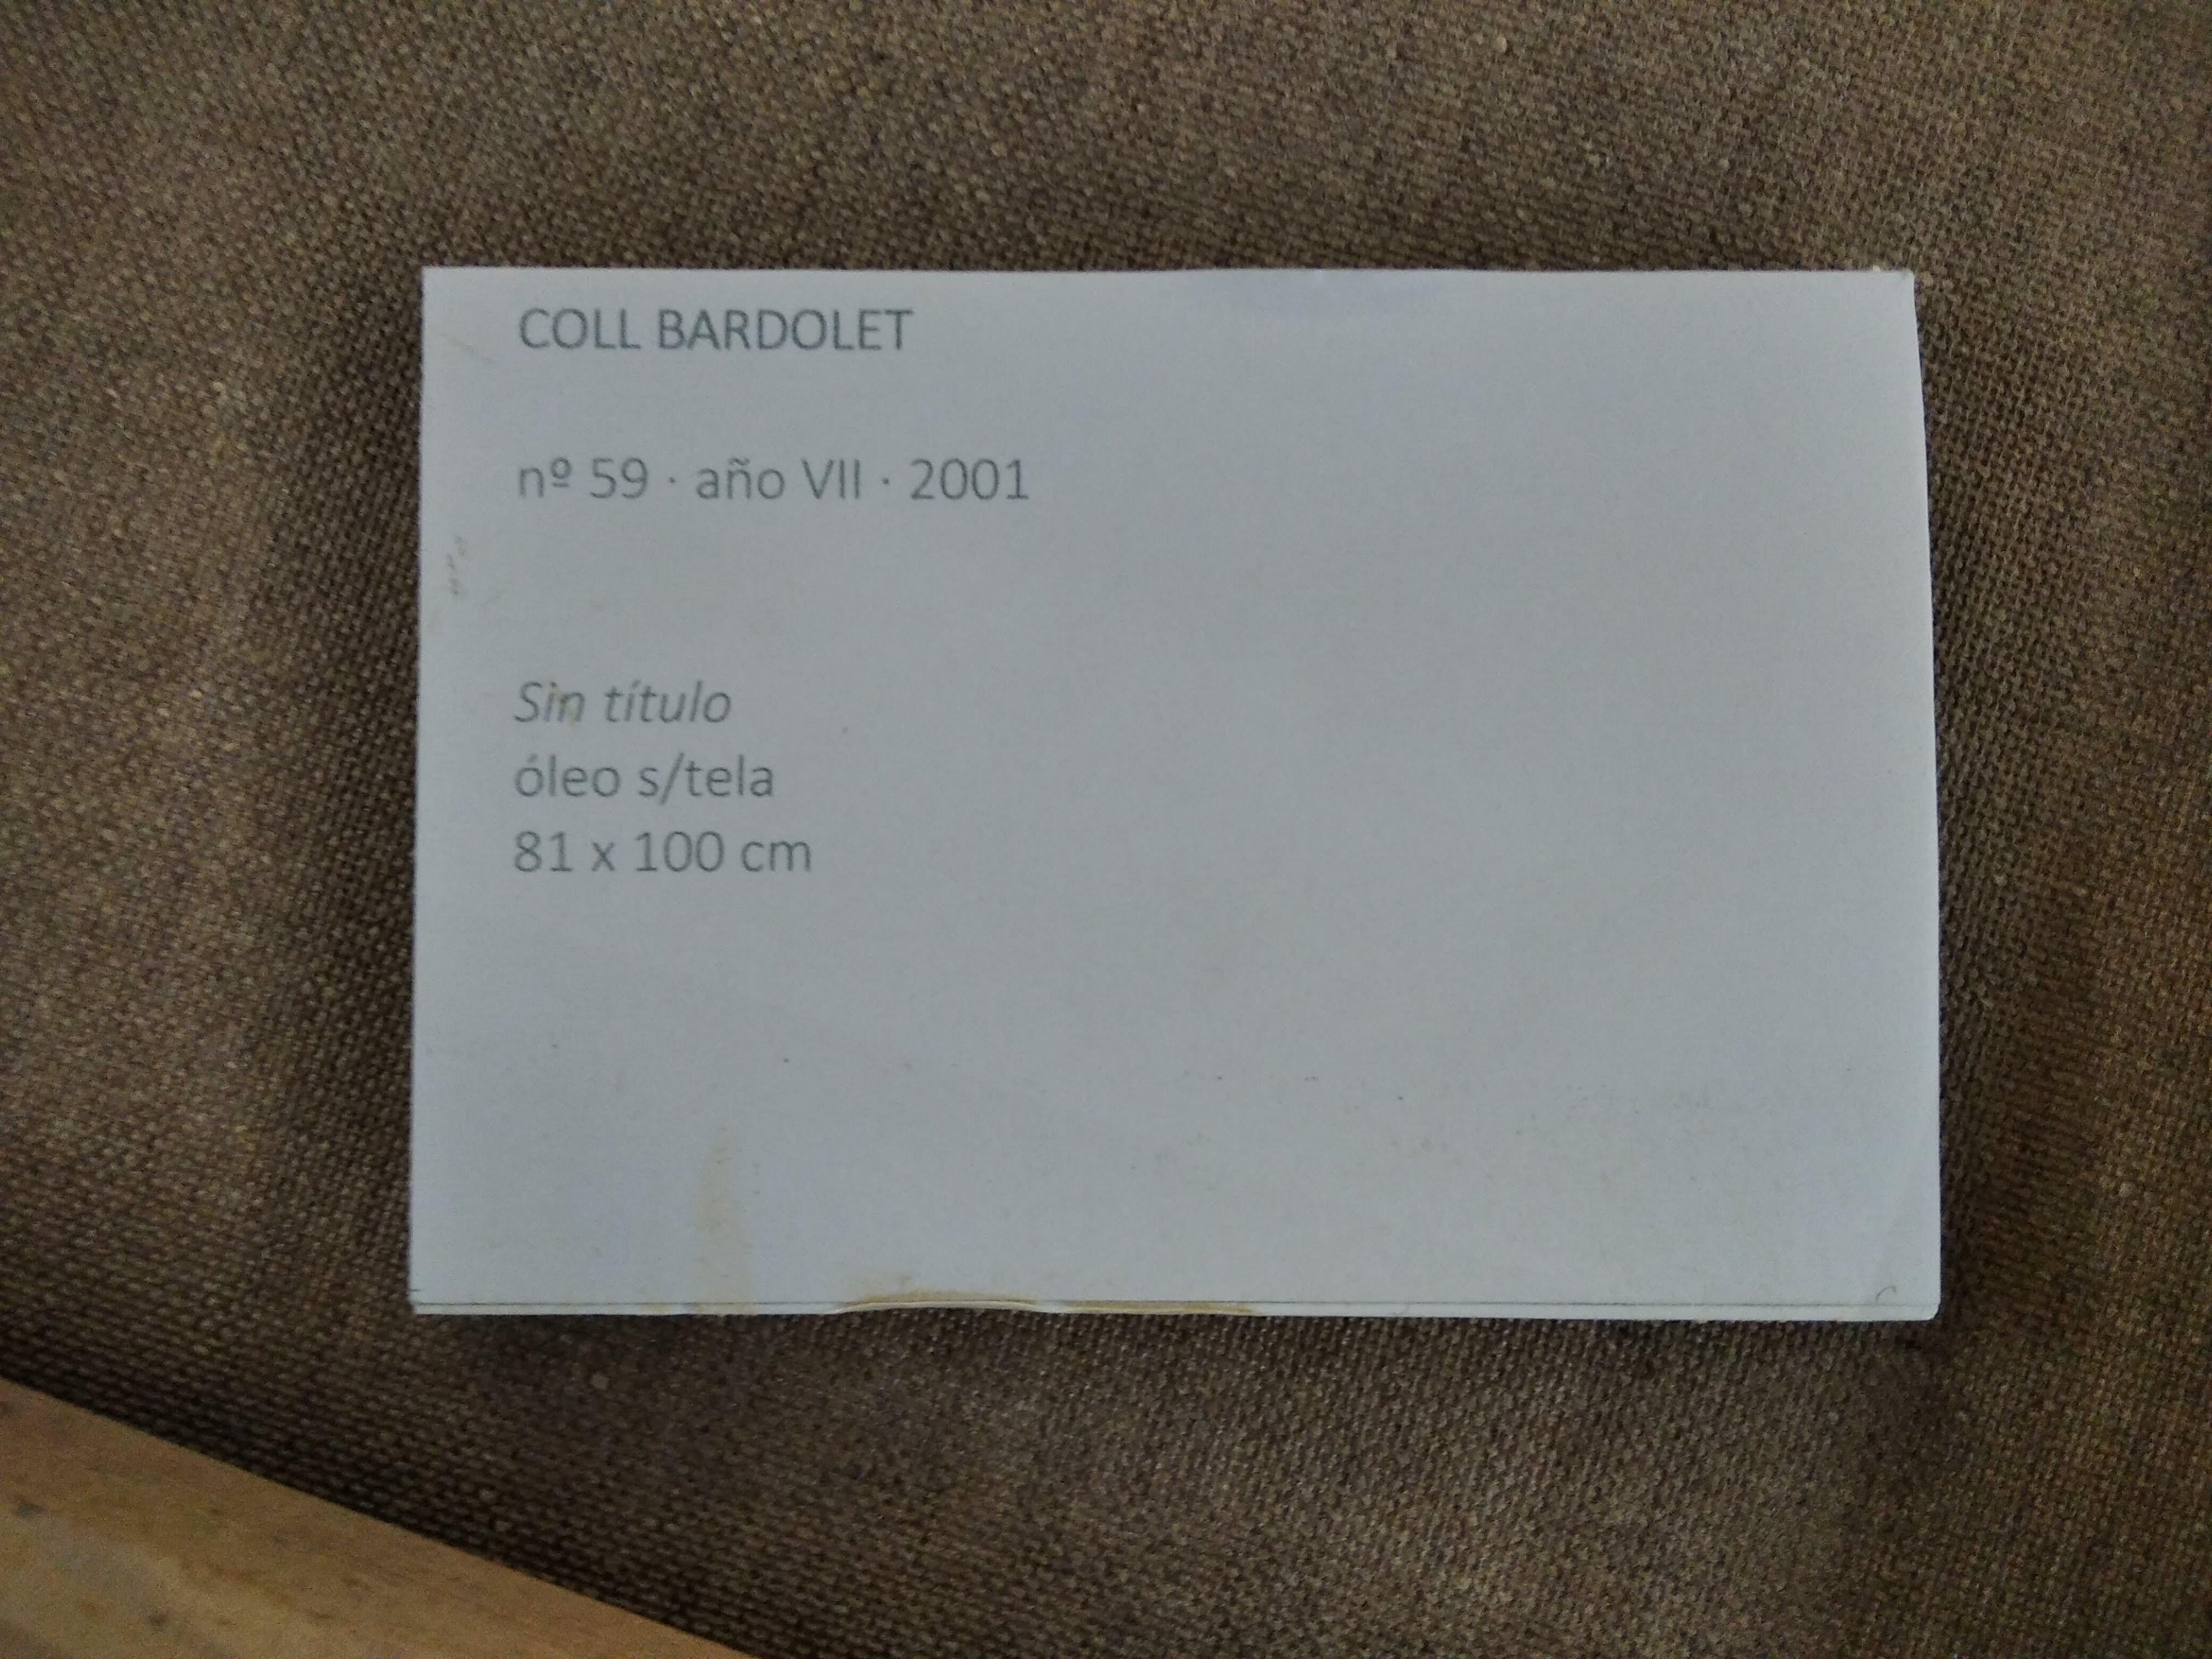 COLL BARDOLET
nº 59 · año VII · 2001
Sin título
óleo s/tela
81 x 100 cm